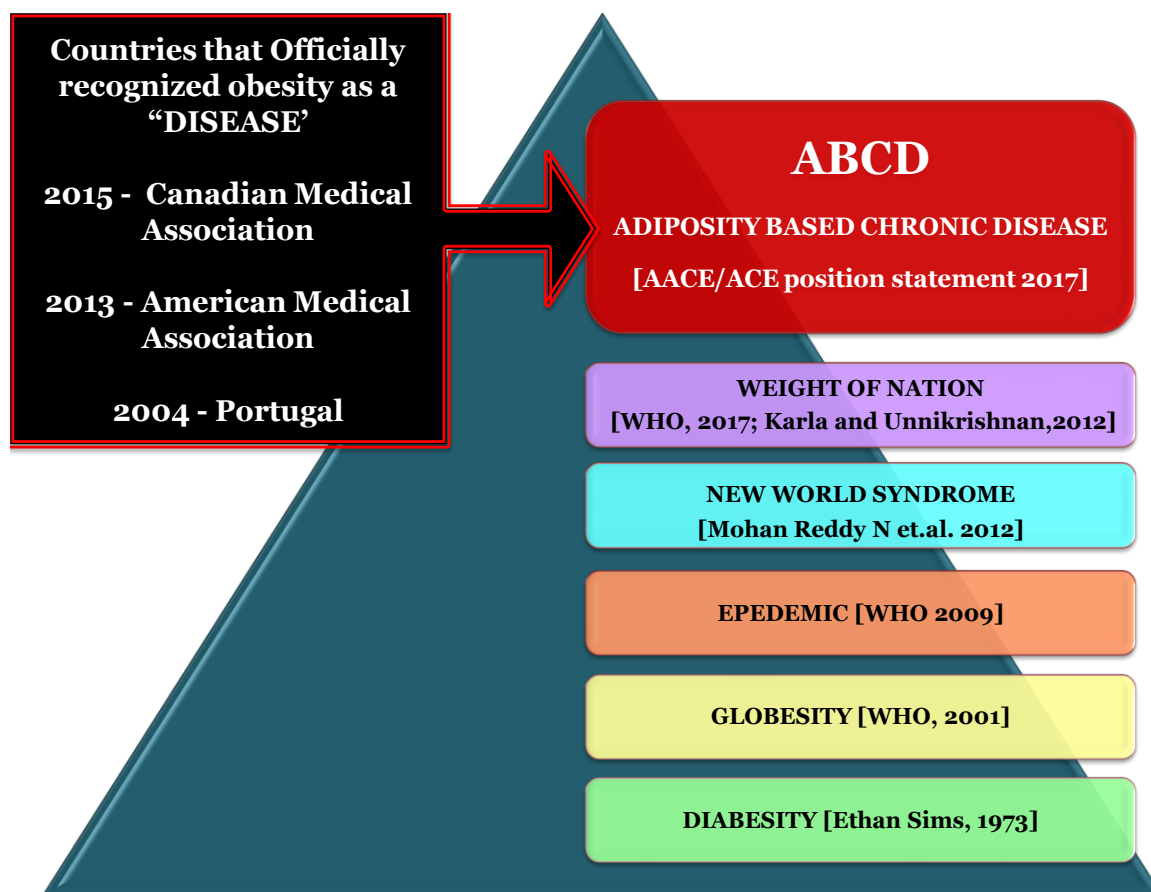 Countries that Officially
recognized obesity as a
“DISEASE’
2015 - Canadian Medical
Association
2013 - American Medical
Association
2004 - Portugal
ABCD
ADIPOSITY BASED CHRONIC DISEASE
[AACE/ACE position statement 2017]
WEIGHT OF NATION
[WHO, 2017; Karla and Unnikrishnan,2012]
NEW WORLD SYNDROME
[Mohan Reddy N et.al. 2012]
EPEDEMIC [WHO 2009]
GLOBESITY [WHO, 2001]
DIABESITY [Ethan Sims, 1973]